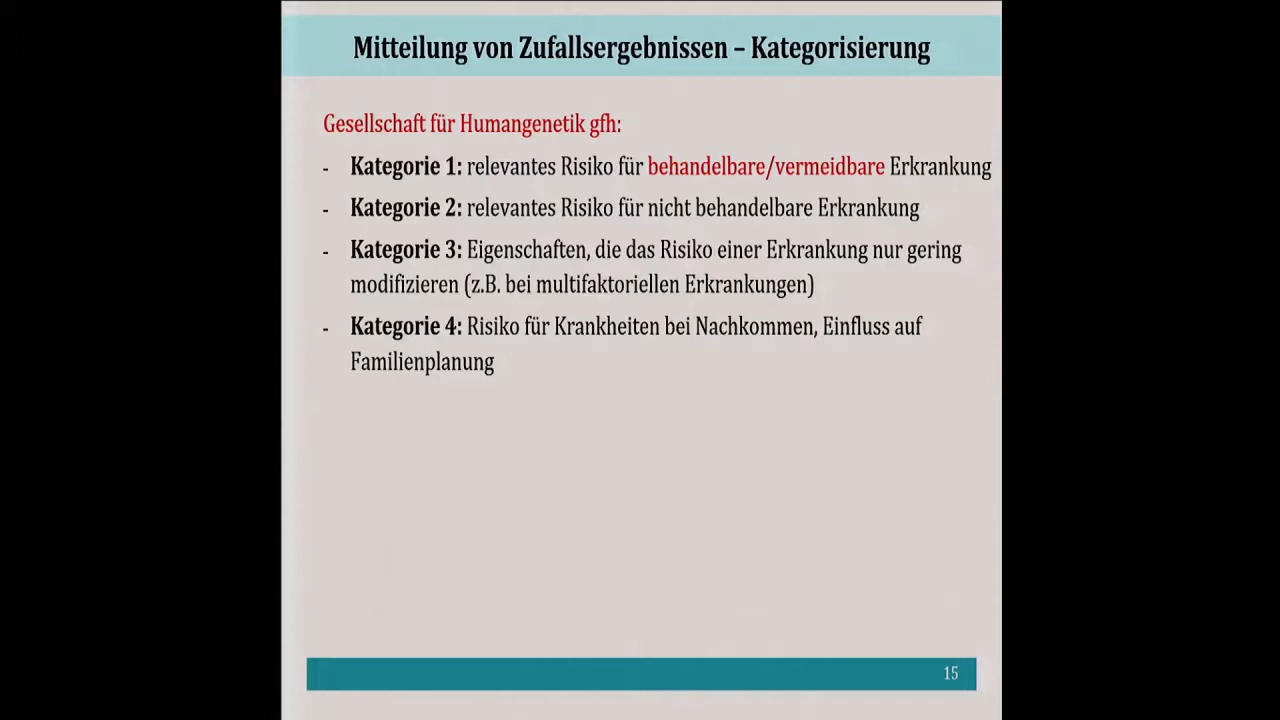 Mitteilung von Zufallsergebnissen – Kategorisierung
Gesellschaft für Humangenetik gfh:
- Kategorie 1: relevantes Risiko für behandelbare/vermeidbare Erkrankung
- Kategorie 2: relevantes Risiko für nicht behandelbare Erkrankung
- Kategorie 3: Eigenschaften, die das Risiko einer Erkrankung nur gering
modifizieren (z.B. bei multifaktoriellen Erkrankungen)
- Kategorie 4: Risiko für Krankheiten bei Nachkommen, Einfluss auf
Familienplanung
15